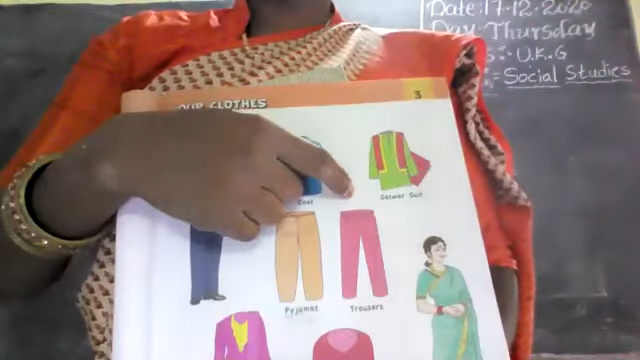 Date:17-12-2020
Day:-Thursday
S:-U.K.G
:-Social Studies
OUR CLOTHES
3
Coat
Salwar Suit
Pyjamas
Trousers